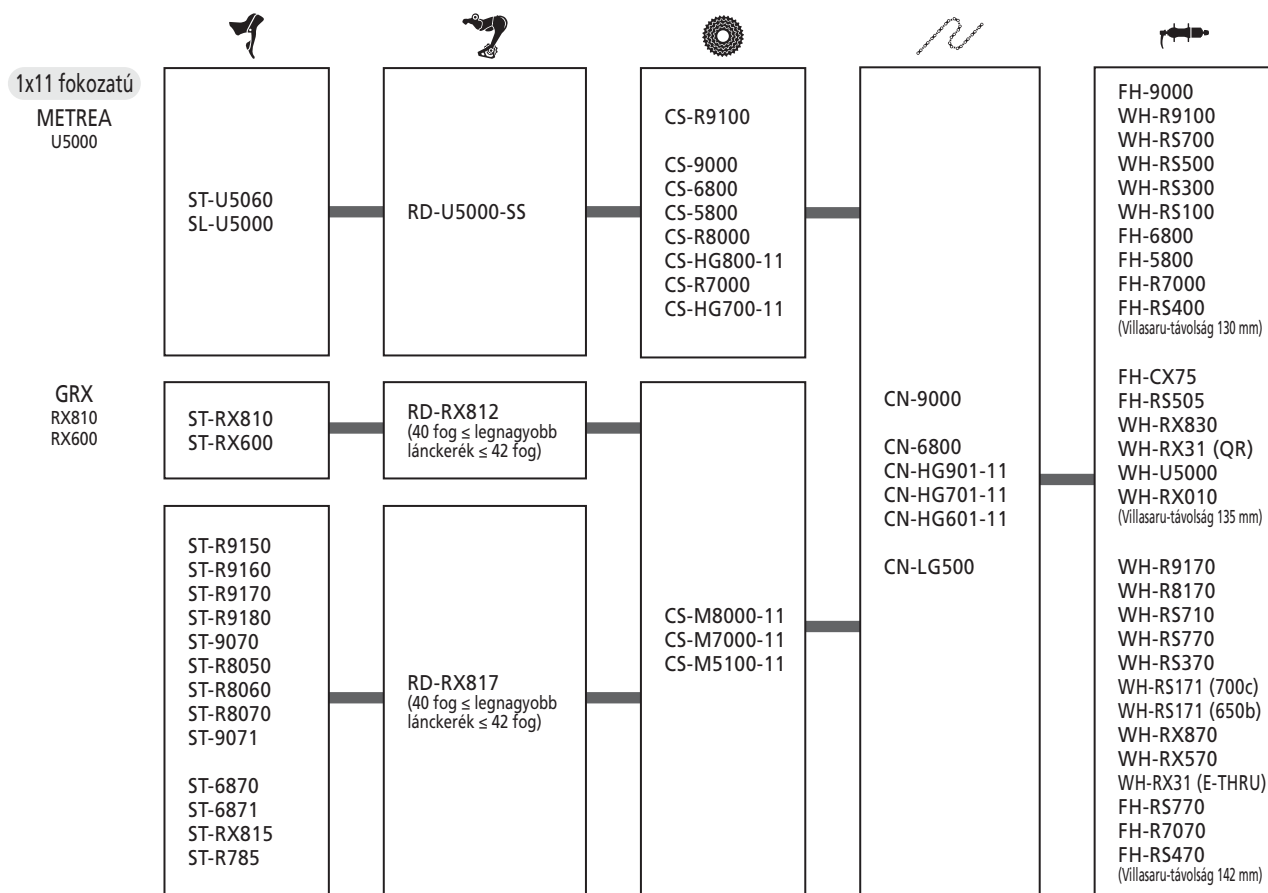 1x11 fokozatú
METREA
U5000
ST-U5060
SL-U5000
RD-U5000-SS
CS-R9100
CS-9000
CS-6800
CS-5800
CS-R8000
CS-HG800-11
CS-R7000
CS-HG700-11
GRX
RX810
RX600
ST-RX810
ST-RX600
RD-RX812
(40 fog ≤ legnagyobb
lánckerék ≤ 42 fog)
ST-R9150
ST-R9160
ST-R9170
ST-R9180
ST-9070
ST-R8050
ST-R8060
ST-R8070
ST-9071
ST-6870
ST-6871
ST-RX815
ST-R785
RD-RX817
(40 fog ≤ legnagyobb
lánckerék ≤ 42 fog)
CS-M8000-11
CS-M7000-11
CS-M5100-11
CN-9000
CN-6800
CN-HG901-11
CN-HG701-11
CN-HG601-11
CN-LG500
FH-9000
WH-R9100
WH-RS700
WH-RS500
WH-RS300
WH-RS100
FH-6800
FH-5800
FH-R7000
FH-RS400
(Villasaru-távolság 130 mm)
FH-CX75
FH-RS505
WH-RX830
WH-RX31 (QR)
WH-U5000
WH-RX010
(Villasaru-távolság 135 mm)
WH-R9170
WH-R8170
WH-RS710
WH-RS770
WH-RS370
WH-RS171 (700c)
WH-RS171 (650b)
WH-RX870
WH-RX570
WH-RX31 (E-THRU)
FH-RS770
FH-R7070
FH-RS470
(Villasaru-távolság 142 mm)